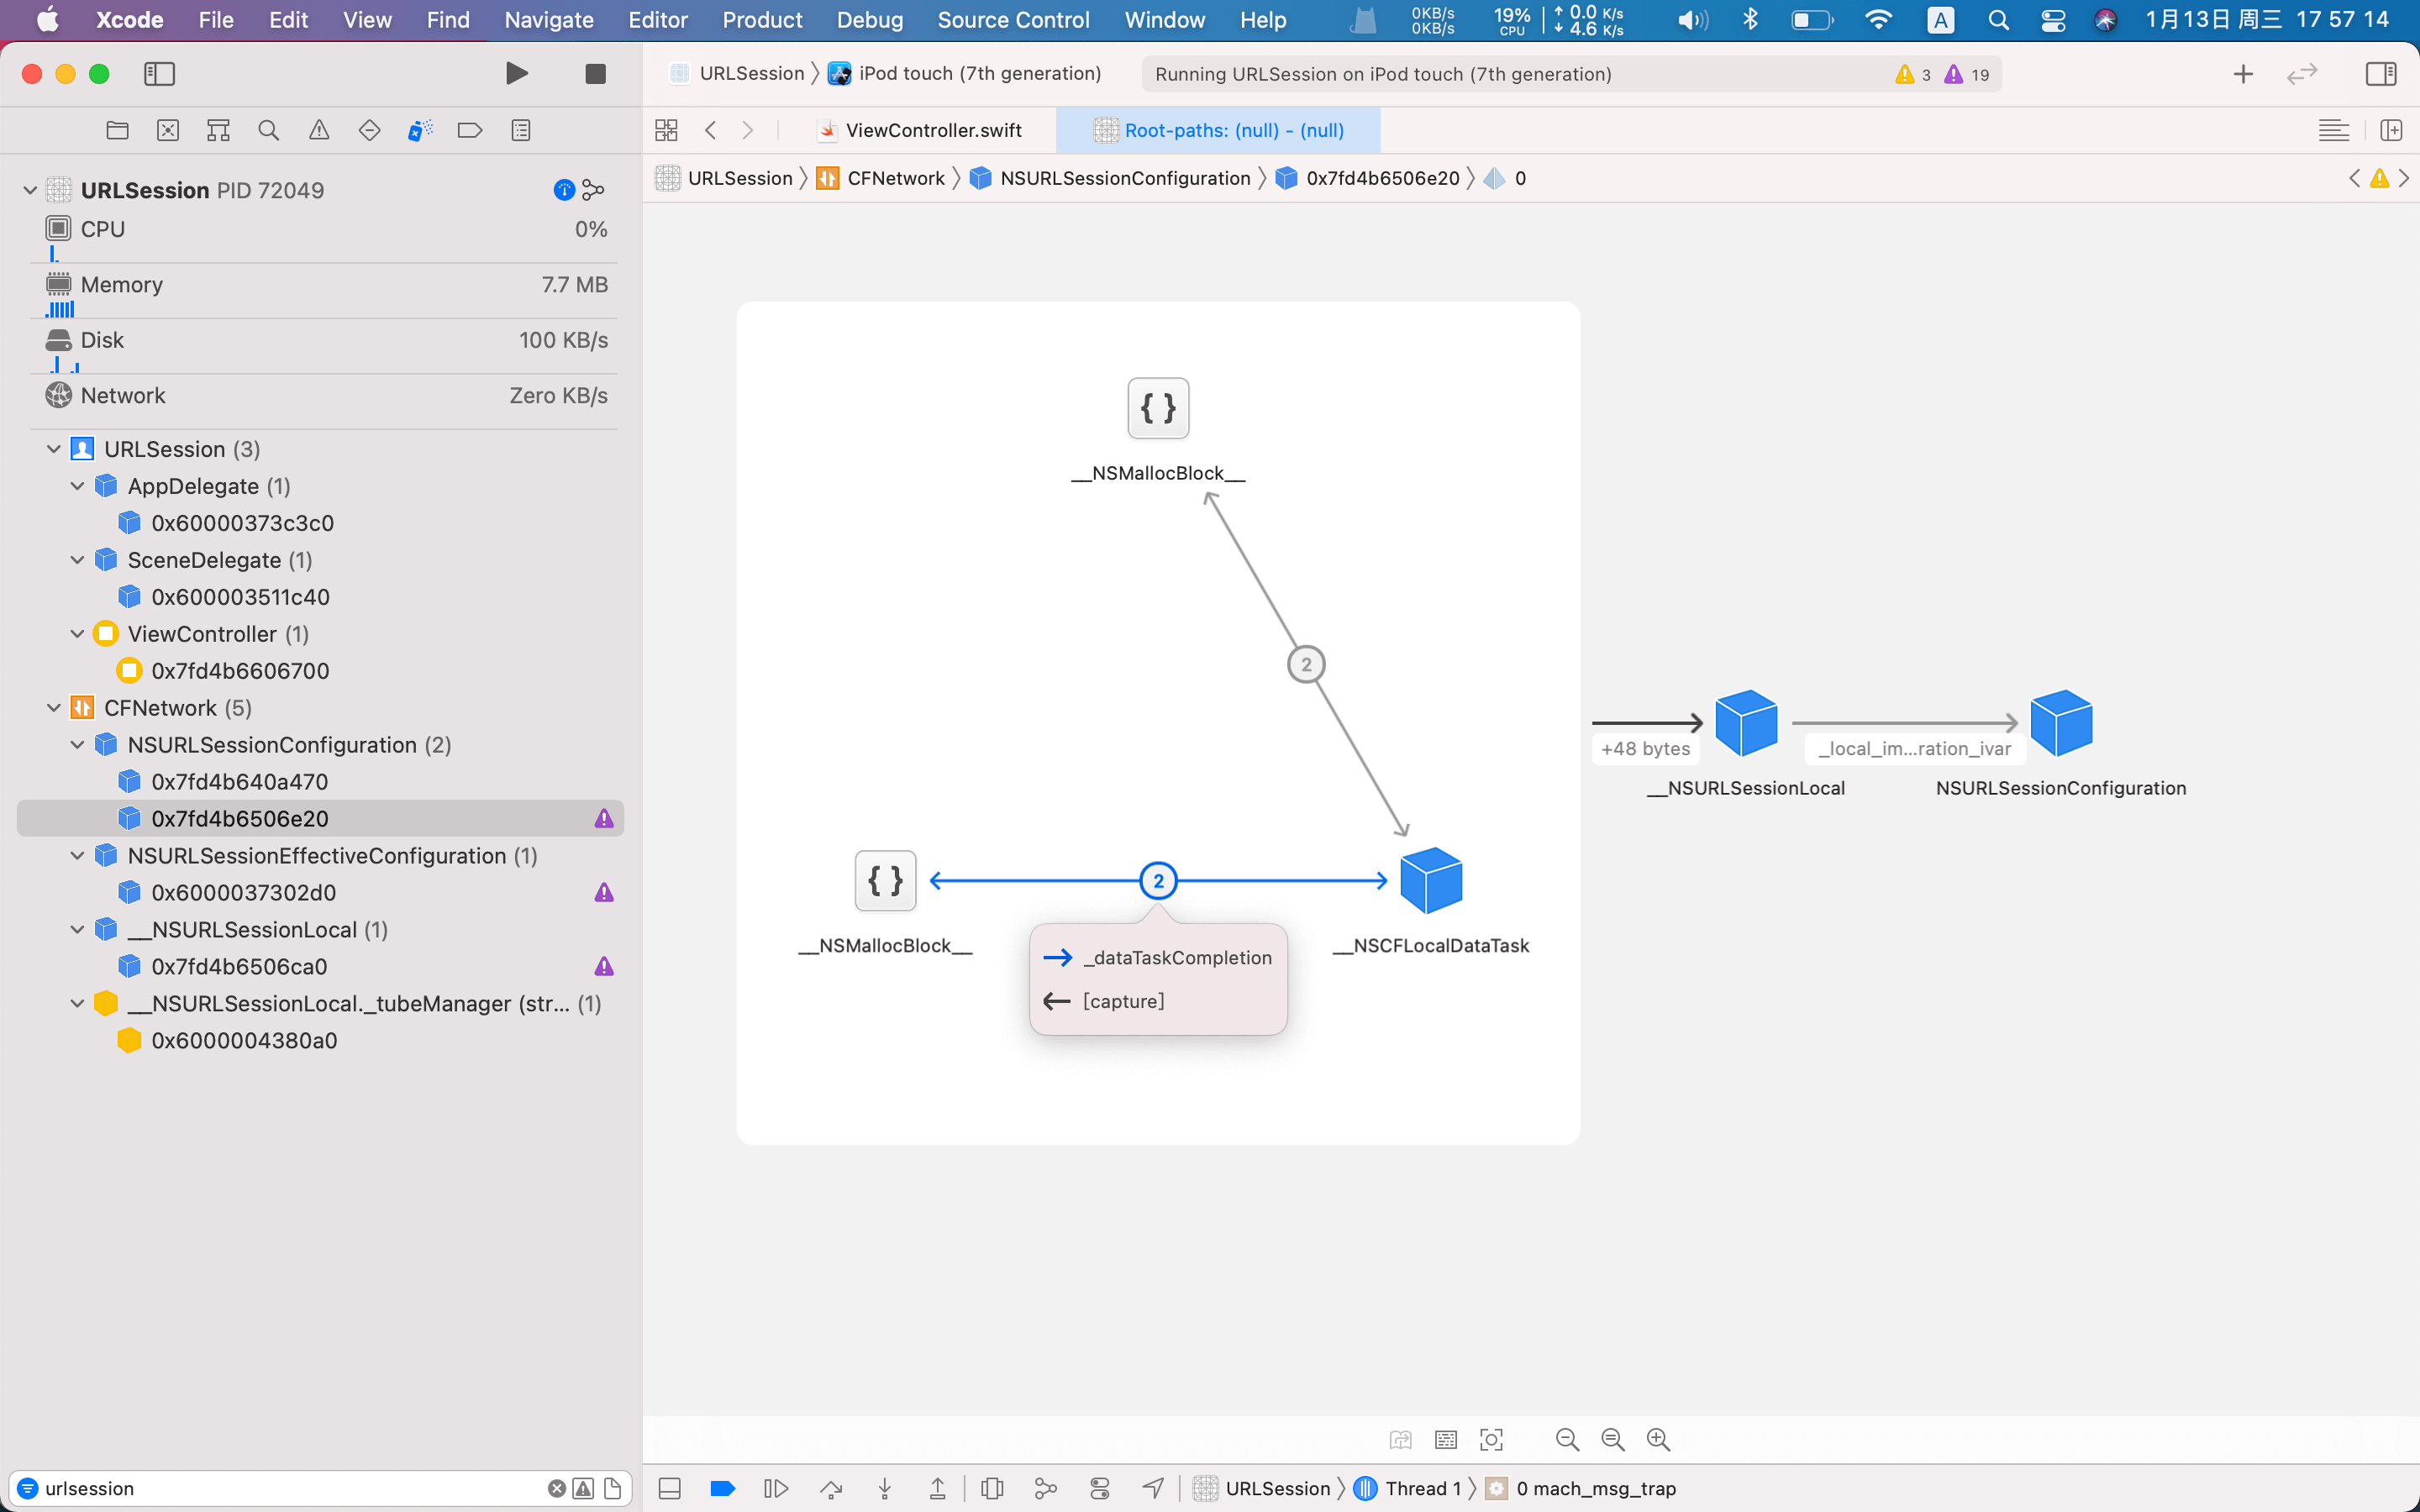 Xcode File Edit View Find Navigate Editor Product Debug Source Control Window Help 0KB/s 0KB/s 19% CPU 0.0 K/s 4.6 K/s A 1月13日 周三 17 57 14
URLSession iPod touch (7th generation) Running URLSession on iPod touch (7th generation) 3 19
ViewController.swift Root-paths: (null) - (null)
URLSession CFNetwork NSURLSessionConfiguration 0x7fd4b6506e20 0
URLSession PID 72049
CPU 0%
Memory 7.7 MB
Disk 100 KB/s
Network Zero KB/s
URLSession (3)
AppDelegate (1)
0x60000373c3c0
SceneDelegate (1)
0x600003511c40
ViewController (1)
0x7fd4b6606700
CFNetwork (5)
NSURLSessionConfiguration (2)
0x7fd4b640a470
0x7fd4b6506e20
NSURLSessionEffectiveConfiguration (1)
0x6000037302d0
__NSURLSessionLocal (1)
0x7fd4b6506ca0
__NSURLSessionLocal._tubeManager (str... (1)
0x6000004380a0
{ }
__NSMallocBlock__
2
+48 bytes
_local_im...ration_ivar
__NSURLSessionLocal
NSURLSessionConfiguration
{ }
2
__NSMallocBlock__
__NSCFLocalDataTask
_dataTaskCompletion
[capture]
urlsession
URLSession Thread 1 0 mach_msg_trap